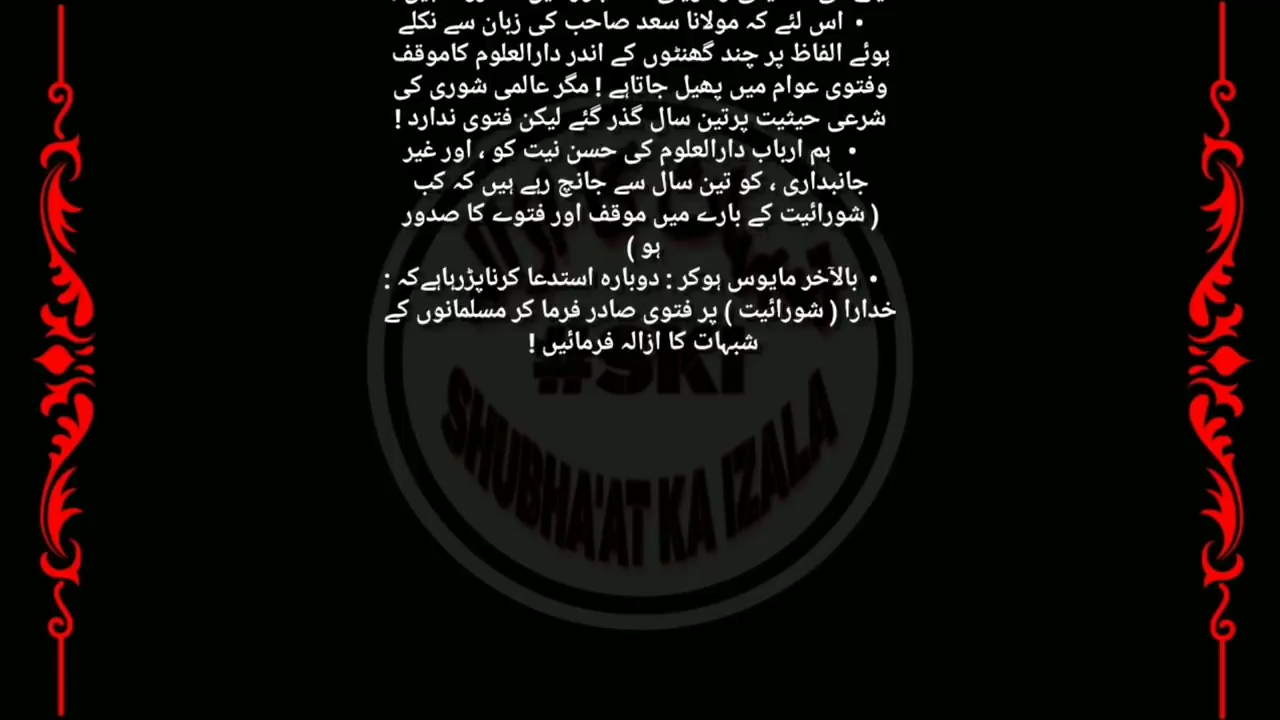 • اس لئے کہ مولانا سعد صاحب کی زبان سے نکلے
ہوئے الفاظ پر چند گھنٹوں کے اندر دارالعلوم کاموقف
وفتوی عوام میں پھیل جاتاہے ! مگر عالمی شوری کی
شرعی حیثیت پرتین سال گذر گئے لیکن فتوی ندارد !
• ہم ارباب دارالعلوم کی حسن نیت کو ، اور غیر
جانبداری ، کو تین سال سے جانچ رہے ہیں کہ کب
( شورائیت کے بارے میں موقف اور فتوے کا صدور
ہو )
• بالآخر مایوس ہوکر : دوبارہ استدعا کرناپڑرہاہےکہ :
خدارا ( شورائیت ) پر فتوی صادر فرما کر مسلمانوں کے
شبہات کا ازالہ فرمائیں !
#SKI
SHUBHA'AT KA IZALA